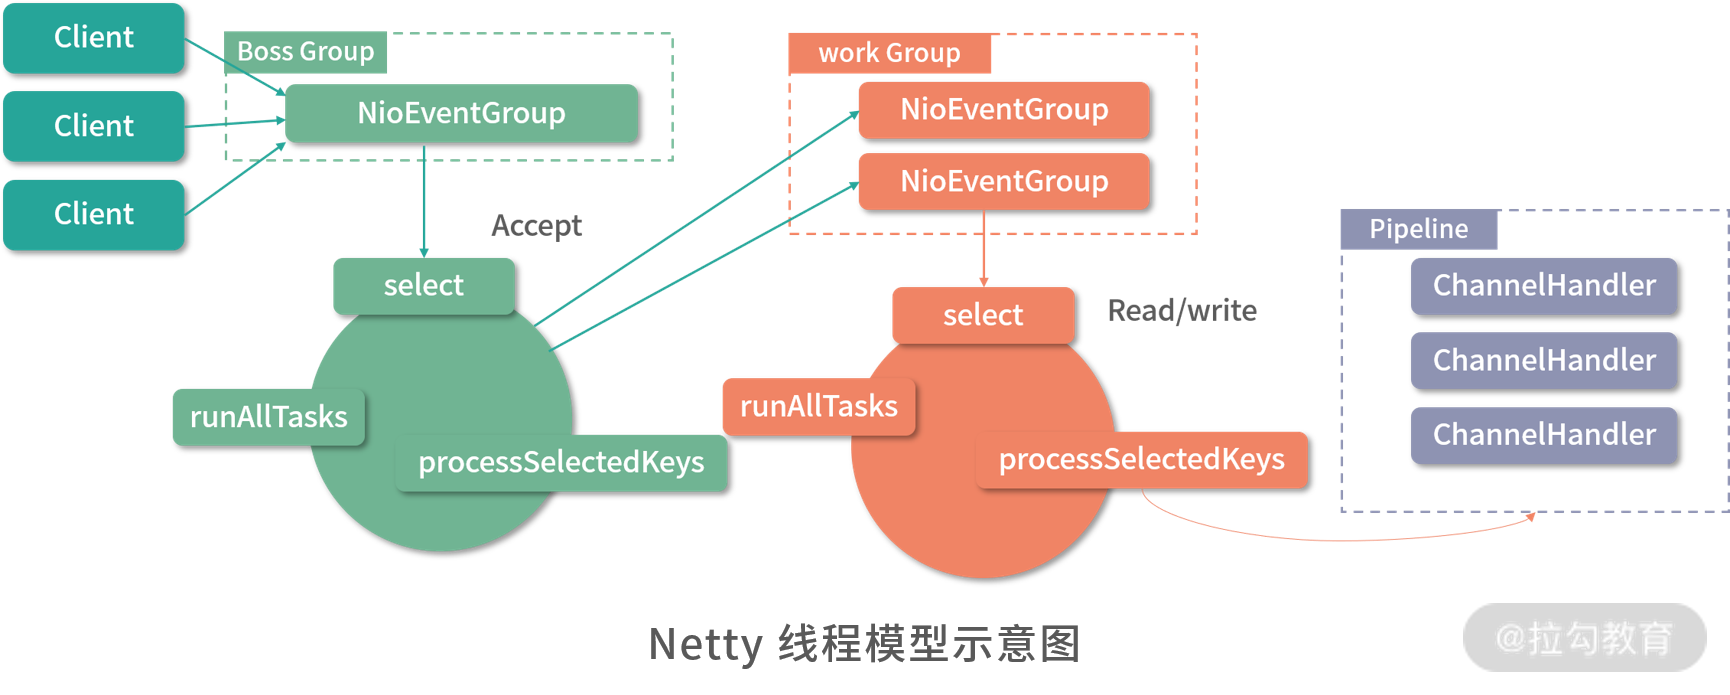 Client
Client
Client
Boss Group
NioEventGroup
Accept
select
runAllTasks
processSelectedKeys
work Group
NioEventGroup
NioEventGroup
select
Read/write
runAllTasks
processSelectedKeys
Pipeline
ChannelHandler
ChannelHandler
ChannelHandler
Netty 线程模型示意图
@拉勾教育